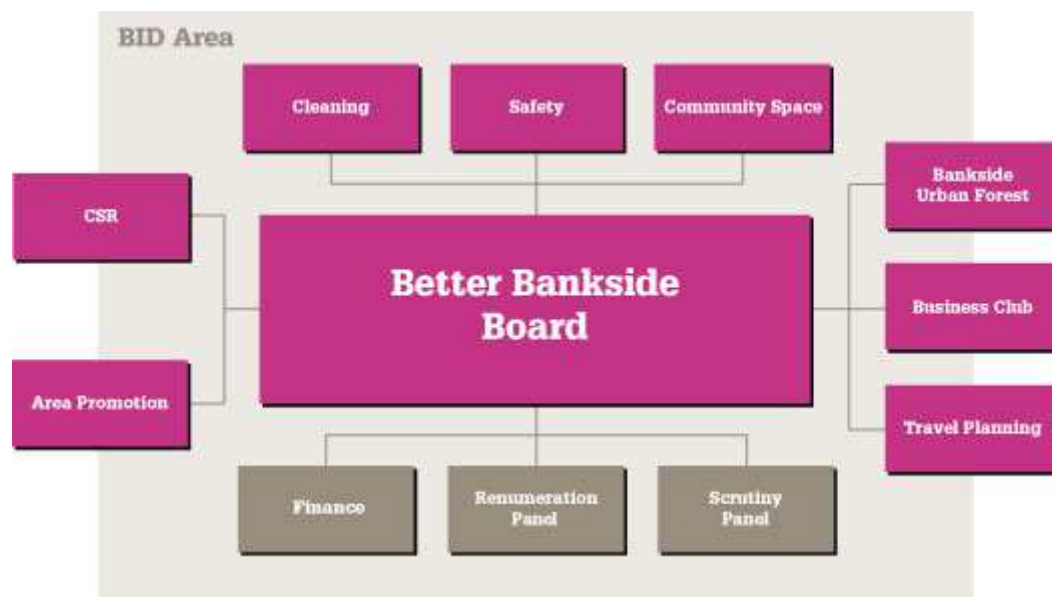 BID Area
Cleaning
Safety
Community Space
Bankside
Urban Forest
CSR
Better Bankside
Board
Business Club
Area Promotion
Travel Planning
Finance
Renumeration
Panel
Scrutiny
Panel